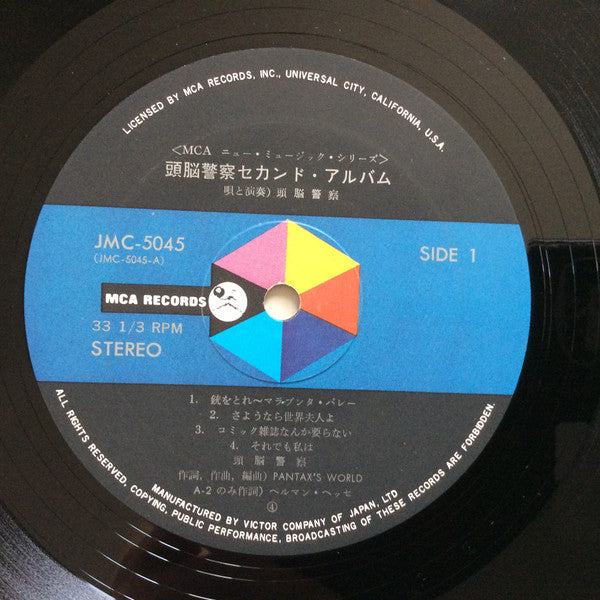 LICENSED BY MCA RECORDS, INC., UNIVERSAL CITY, CALIFORNIA, U.S.A.
<MCA ニュー・ミュージック・シリーズ>
頭脳警察セカンド・アルバム
唄と演奏) 頭脳警察
JMC-5045
(JMC-5045-A)
SIDE 1
MCA RECORDS
33 1/3 RPM
STEREO
1. 銃をとれ〜マラブンタ・バレー
2. さようなら世界夫人よ
3. コミック雑誌なんか要らない
4. それでも私は
頭脳警察
作詞, 作曲, 編曲) PANTAX'S WORLD
A-2 のみ作詞) ヘルマン・ヘッセ
④
MANUFACTURED BY VICTOR COMPANY OF JAPAN, LTD
ALL RIGHTS RESERVED, COPYING, PUBLIC PERFORMANCE, BROADCASTING OF THESE RECORDS ARE FORBIDDEN.